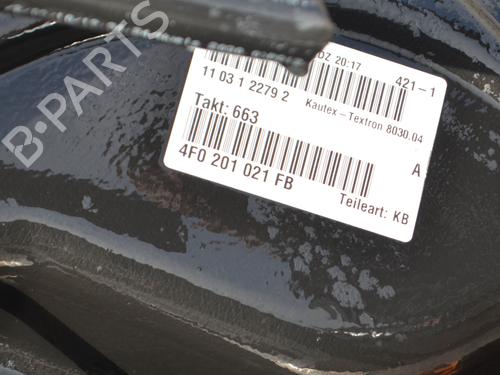 B-PARTS
DZ 20:17
421-1
11 03 1 2279 2
Kautex-Textron 8030.04
Takt: 663
A
4F0 201 021 FB
Teileart: KB